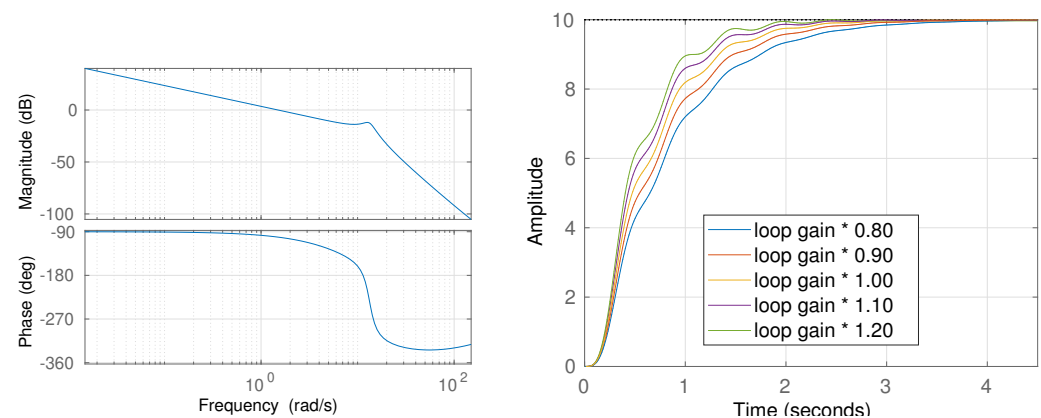 Magnitude (dB)
0
-50
-100
Phase (deg)
-90
-180
-270
-360
10^0
10^2
Frequency (rad/s)
Amplitude
10
8
6
4
2
0
loop gain * 0.80
loop gain * 0.90
loop gain * 1.00
loop gain * 1.10
loop gain * 1.20
0 1 2 3 4
Time (seconds)